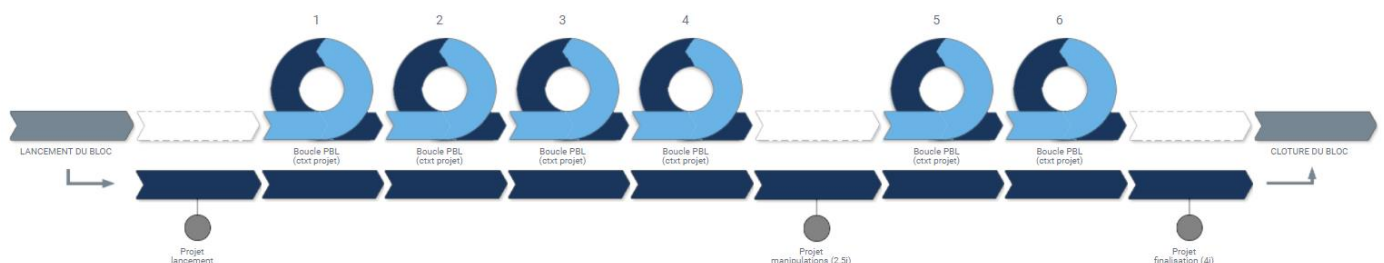 1
2
3
4
5
6
LANCEMENT DU BLOC
Boucle PBL
(ctxt projet)
Boucle PBL
(ctxt projet)
Boucle PBL
(ctxt projet)
Boucle PBL
(ctxt projet)
Boucle PBL
(ctxt projet)
Boucle PBL
(ctxt projet)
CLOTURE DU BLOC
Projet
lancement
Projet
manipulations (2.5j)
Projet
finalisation (4j)